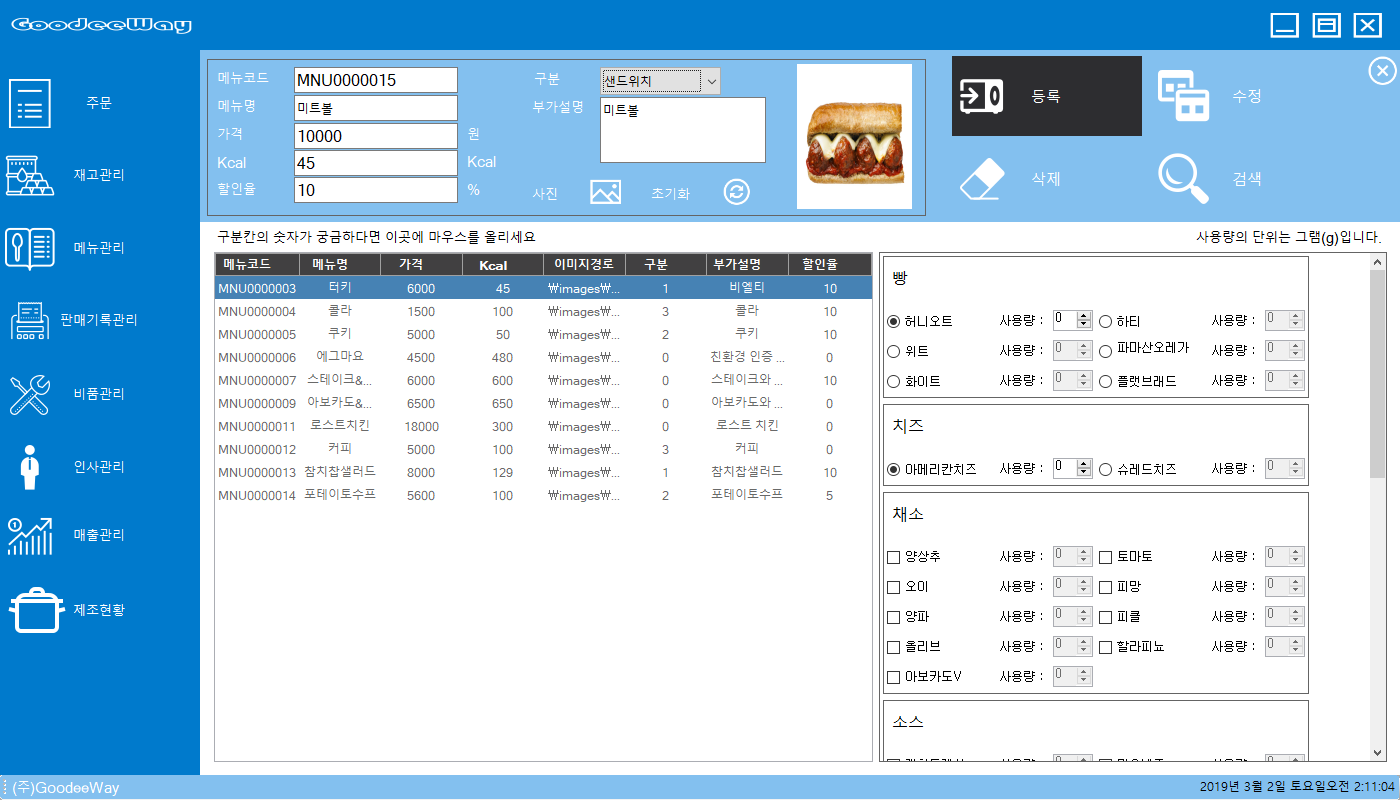 GoodeeWay
주문
재고관리
메뉴관리
판매기록관리
비품관리
인사관리
매출관리
제조현황
메뉴코드 MNU0000015
메뉴명 미트볼
가격 10000 원
Kcal 45 Kcal
할인율 10 %
구분 샌드위치
부가설명 미트볼
사진 초기화
등록 수정
삭제 검색
구분칸의 숫자가 궁금하다면 이곳에 마우스를 올리세요
사용량의 단위는 그램(g)입니다.
메뉴코드 메뉴명 가격 Kcal 이미지경로 구분 부가설명 할인율
MNU0000003 터키 6000 45 ₩images₩... 1 비엘티 10
MNU0000004 콜라 1500 100 ₩images₩... 3 콜라 10
MNU0000005 쿠키 5000 50 ₩images₩... 2 쿠키 10
MNU0000006 에그마요 4500 480 ₩images₩... 0 친환경 인증 ... 0
MNU0000007 스테이크&... 6000 600 ₩images₩... 0 스테이크와 ... 10
MNU0000009 아보카도&... 6500 650 ₩images₩... 0 아보카도와 ... 0
MNU0000011 로스트치킨 18000 300 ₩images₩... 0 로스트 치킨 0
MNU0000012 커피 5000 100 ₩images₩... 3 커피 0
MNU0000013 참치찹샐러드 8000 129 ₩images₩... 1 참치찹샐러드 10
MNU0000014 포테이토수프 5600 100 ₩images₩... 2 포테이토수프 5
빵
허니오트 사용량 : 0 하티 사용량 : 0
위트 사용량 : 0 파마산오레가 사용량 : 0
화이트 사용량 : 0 플랫브래드 사용량 : 0
치즈
아메리칸치즈 사용량 : 0 슈레드치즈 사용량 : 0
채소
양상추 사용량 : 0 토마토 사용량 : 0
오이 사용량 : 0 피망 사용량 : 0
양파 사용량 : 0 피클 사용량 : 0
올리브 사용량 : 0 할라피뇨 사용량 : 0
아보카도V 사용량 : 0
소스
(주)GoodeeWay
2019년 3월 2일 토요일오전 2:11:04